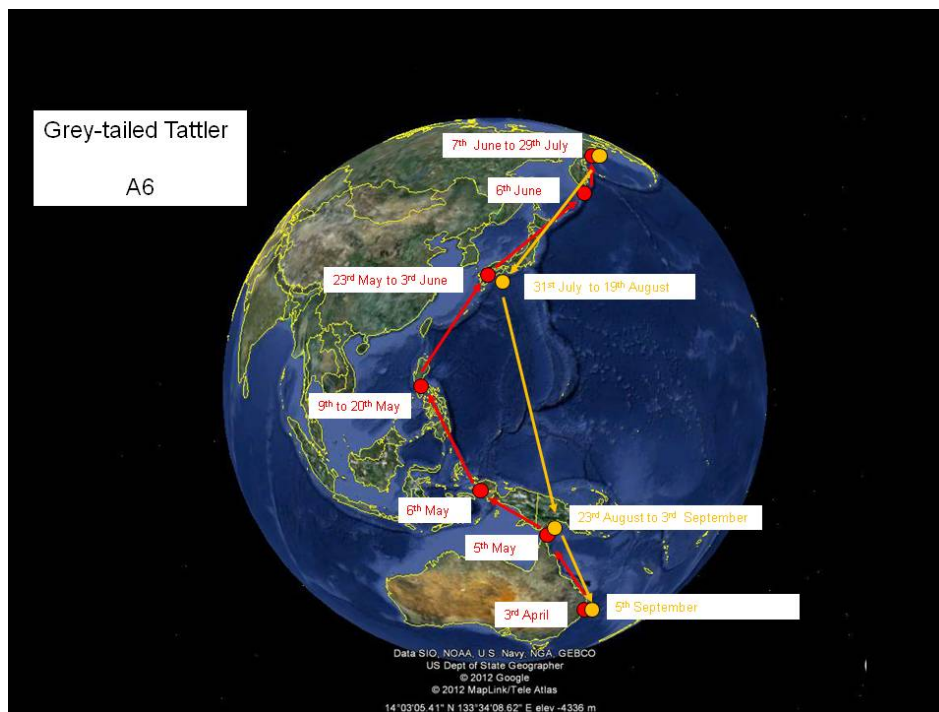 Grey-tailed Tattler
A6
7th June to 29th July
6th June
23rd May to 3rd June
31st July to 19th August
9th to 20th May
6th May
23rd August to 3rd September
5th May
3rd April
5th September
Data SIO, NOAA, U.S. Navy, NGA, GEBCO
US Dept of State Geographer
© 2012 Google
© 2012 MapLink/Tele Atlas
14°03'05.41" N 133°34'08.62" E elev -4336 m